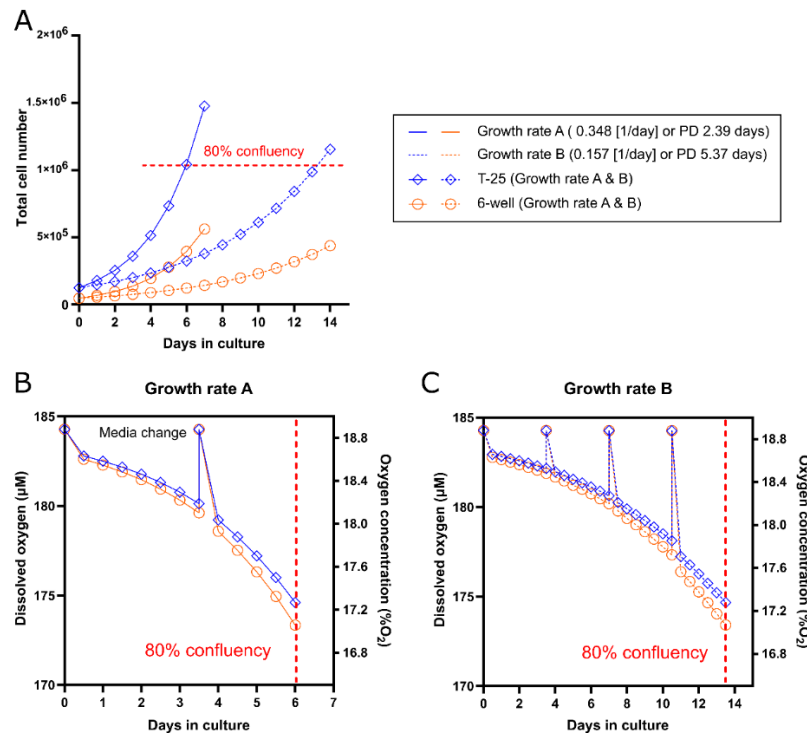 A
2×10⁶
1.5×10⁶
1×10⁶
5×10⁵
0
Total cell number
80% confluency
0 2 4 6 8 10 12 14
Days in culture
Growth rate A ( 0.348 [1/day] or PD 2.39 days)
Growth rate B (0.157 [1/day] or PD 5.37 days)
T-25 (Growth rate A & B)
6-well (Growth rate A & B)
B
Growth rate A
185
180
175
170
Dissolved oxygen (µM)
Media change
80% confluency
18.8
18.4
18.0
17.6
17.2
16.8
Oxygen concentration (%O₂)
0 1 2 3 4 5 6 7
Days in culture
C
Growth rate B
185
180
175
170
Dissolved oxygen (µM)
80% confluency
18.8
18.4
18.0
17.6
17.2
16.8
Oxygen concentration (%O₂)
0 2 4 6 8 10 12 14
Days in culture